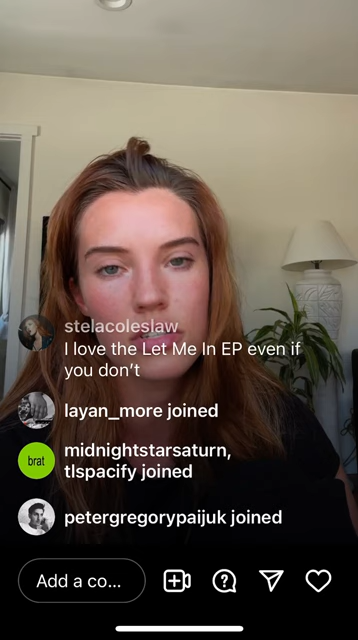 stelacoleslaw
I love the Let Me In EP even if
you don't
layan_more joined
midnightstarsaturn,
brat
tlspacify joined
petergregorypaijuk joined
Add a co...